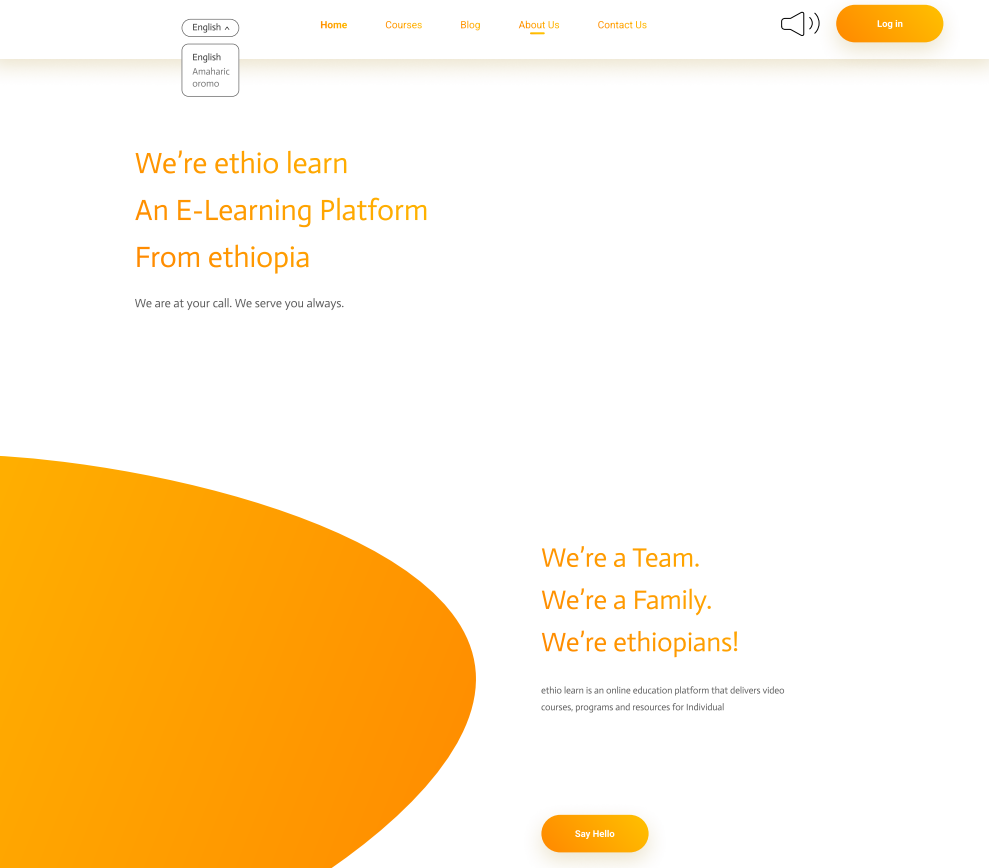 English
Home
Courses
Blog
About Us
Contact Us
Log in
English
Amaharic
oromo
We're ethio learn
An E-Learning Platform
From ethiopia
We are at your call. We serve you always.
We're a Team.
We're a Family.
We're ethiopians!
ethio learn is an online education platform that delivers video
courses, programs and resources for Individual
Say Hello